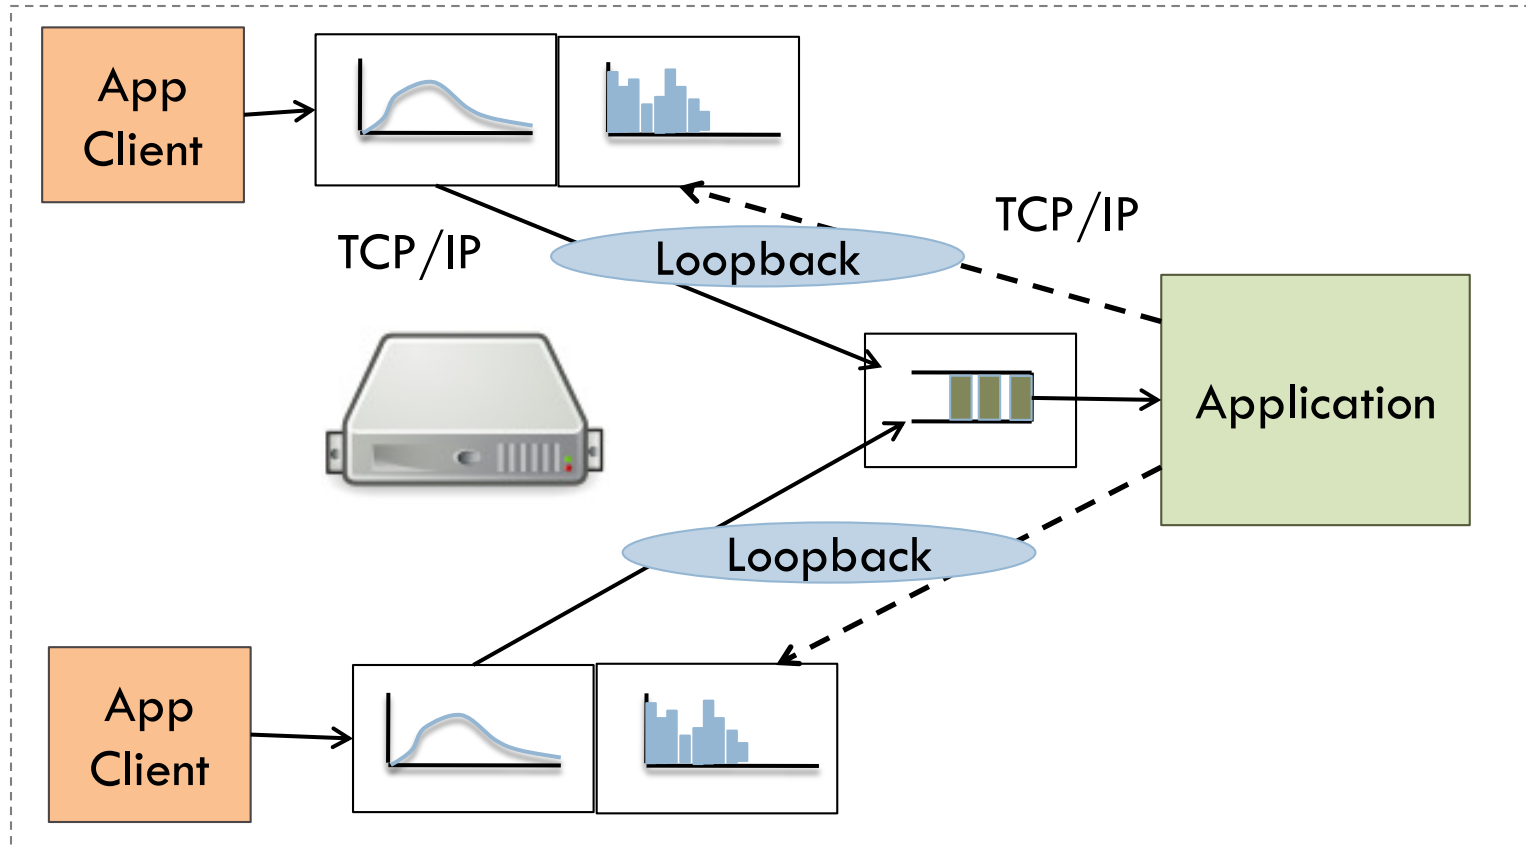 App
Client
TCP/IP
TCP/IP
Loopback
Application
Loopback
App
Client